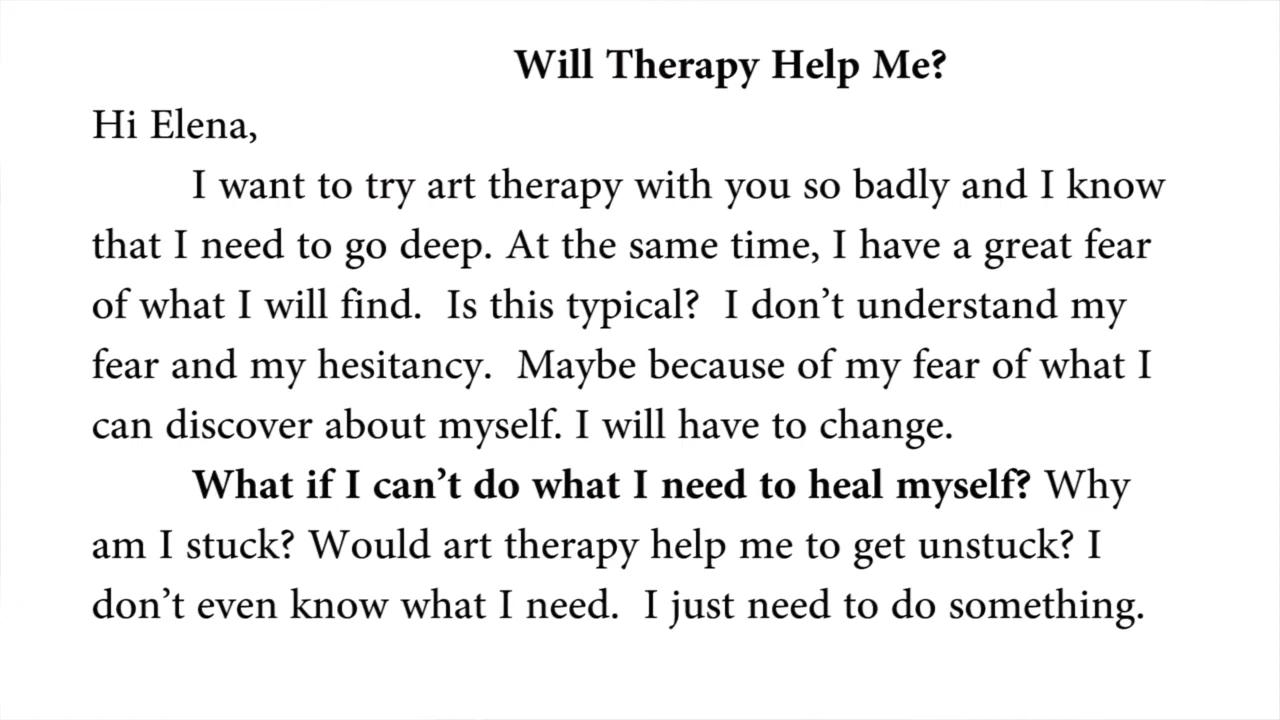 Will Therapy Help Me?
Hi Elena,
I want to try art therapy with you so badly and I know
that I need to go deep. At the same time, I have a great fear
of what I will find.  Is this typical?  I don’t understand my
fear and my hesitancy.  Maybe because of my fear of what I
can discover about myself. I will have to change.
What if I can’t do what I need to heal myself? Why
am I stuck? Would art therapy help me to get unstuck? I
don’t even know what I need.  I just need to do something.